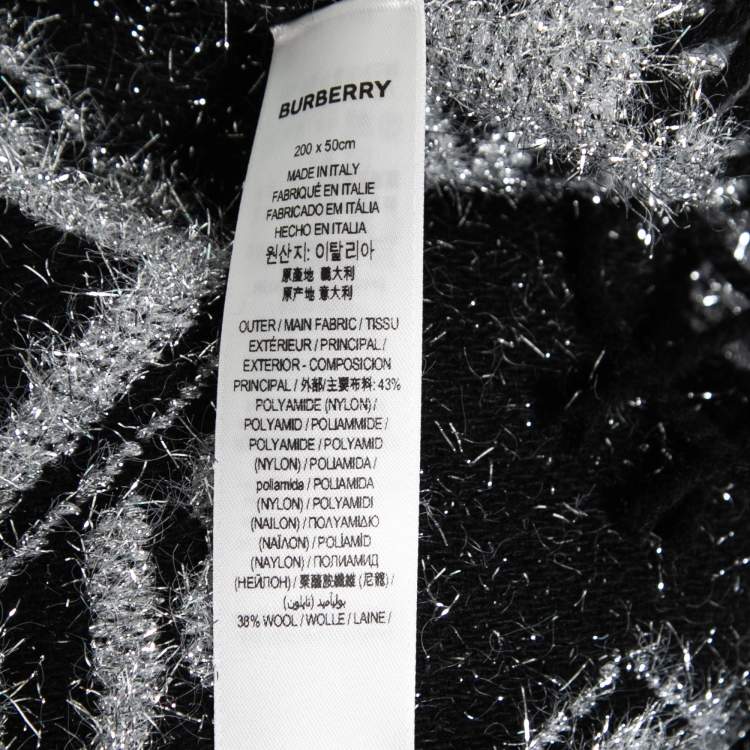 BURBERRY
200 x 50cm
MADE IN ITALY
FABRIQUÉ EN ITALIE
FABRICADO EM ITÁLIA
HECHO EN ITALIA
원산지: 이탈리아
原產地 義大利
原产地 意大利
OUTER / MAIN FABRIC / TISSU
EXTÉRIEUR / PRINCIPAL /
EXTERIOR - COMPOSICION
PRINCIPAL / 外部/主要布料: 43%
POLYAMIDE (NYLON) /
POLYAMID / POLIAMMIDE /
POLYAMIDE / POLYAMID
(NYLON) / POLIAMIDA /
poliamida / POLIAMIDA
(NYLON) / POLYAMIDI
(NAILON) / ΠΟΛΥΑΜΙΔΙΟ
(ΝΑΪΛΟΝ) / POLÍAMÍÐ
(NAYLON) / ПОЛИАМИД
(НЕЙЛОН) / 聚醯胺纖維 (尼龍) /
بولياميد (نايلون)/
38% WOOL / WOLLE / LAINE /